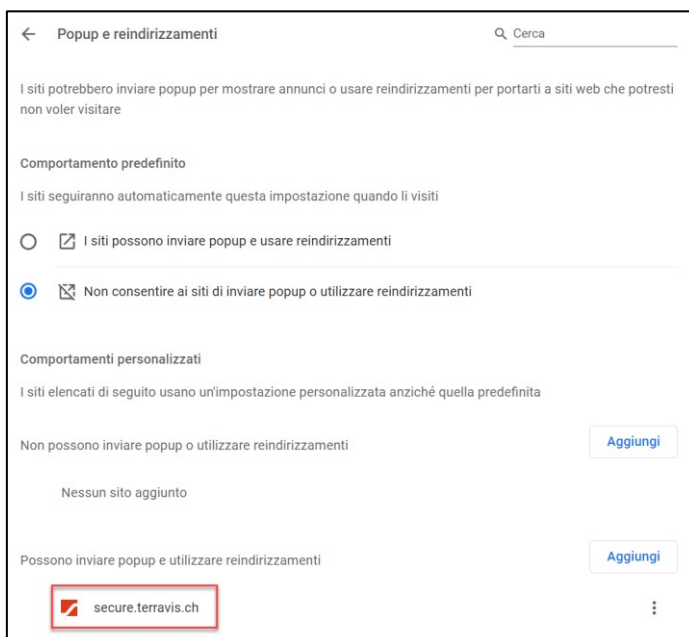 Popup e reindirizzamenti
Cerca
I siti potrebbero inviare popup per mostrare annunci o usare reindirizzamenti per portarti a siti web che potresti
non voler visitare
Comportamento predefinito
I siti seguiranno automaticamente questa impostazione quando li visiti
I siti possono inviare popup e usare reindirizzamenti
Non consentire ai siti di inviare popup o utilizzare reindirizzamenti
Comportamenti personalizzati
I siti elencati di seguito usano un'impostazione personalizzata anziché quella predefinita
Non possono inviare popup o utilizzare reindirizzamenti
Aggiungi
Nessun sito aggiunto
Possono inviare popup e utilizzare reindirizzamenti
Aggiungi
secure.terravis.ch